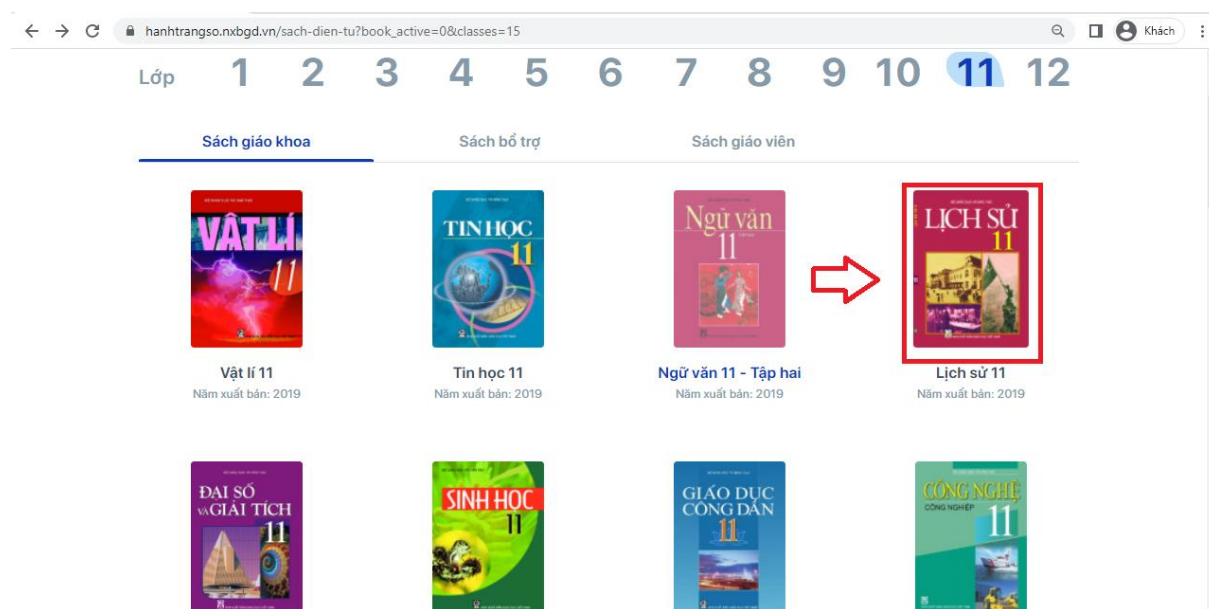 hanhtrangso.nxbgd.vn/sach-dien-tu?book_active=0&classes=15
Khách
Lớp 1 2 3 4 5 6 7 8 9 10 11 12
Sách giáo khoa Sách bổ trợ Sách giáo viên
VẬT LÍ
11
TIN HỌC
11
Ngữ văn
11
LỊCH SỬ
11
Vật lí 11 Tin học 11 Ngữ văn 11 - Tập hai Lịch sử 11
Năm xuất bản: 2019 Năm xuất bản: 2019 Năm xuất bản: 2019 Năm xuất bản: 2019
ĐẠI SỐ
VÀ GIẢI TÍCH
11
SINH HỌC
11
GIÁO DỤC
CÔNG DÂN
11
CÔNG NGHỆ
CÔNG NGHIỆP
11